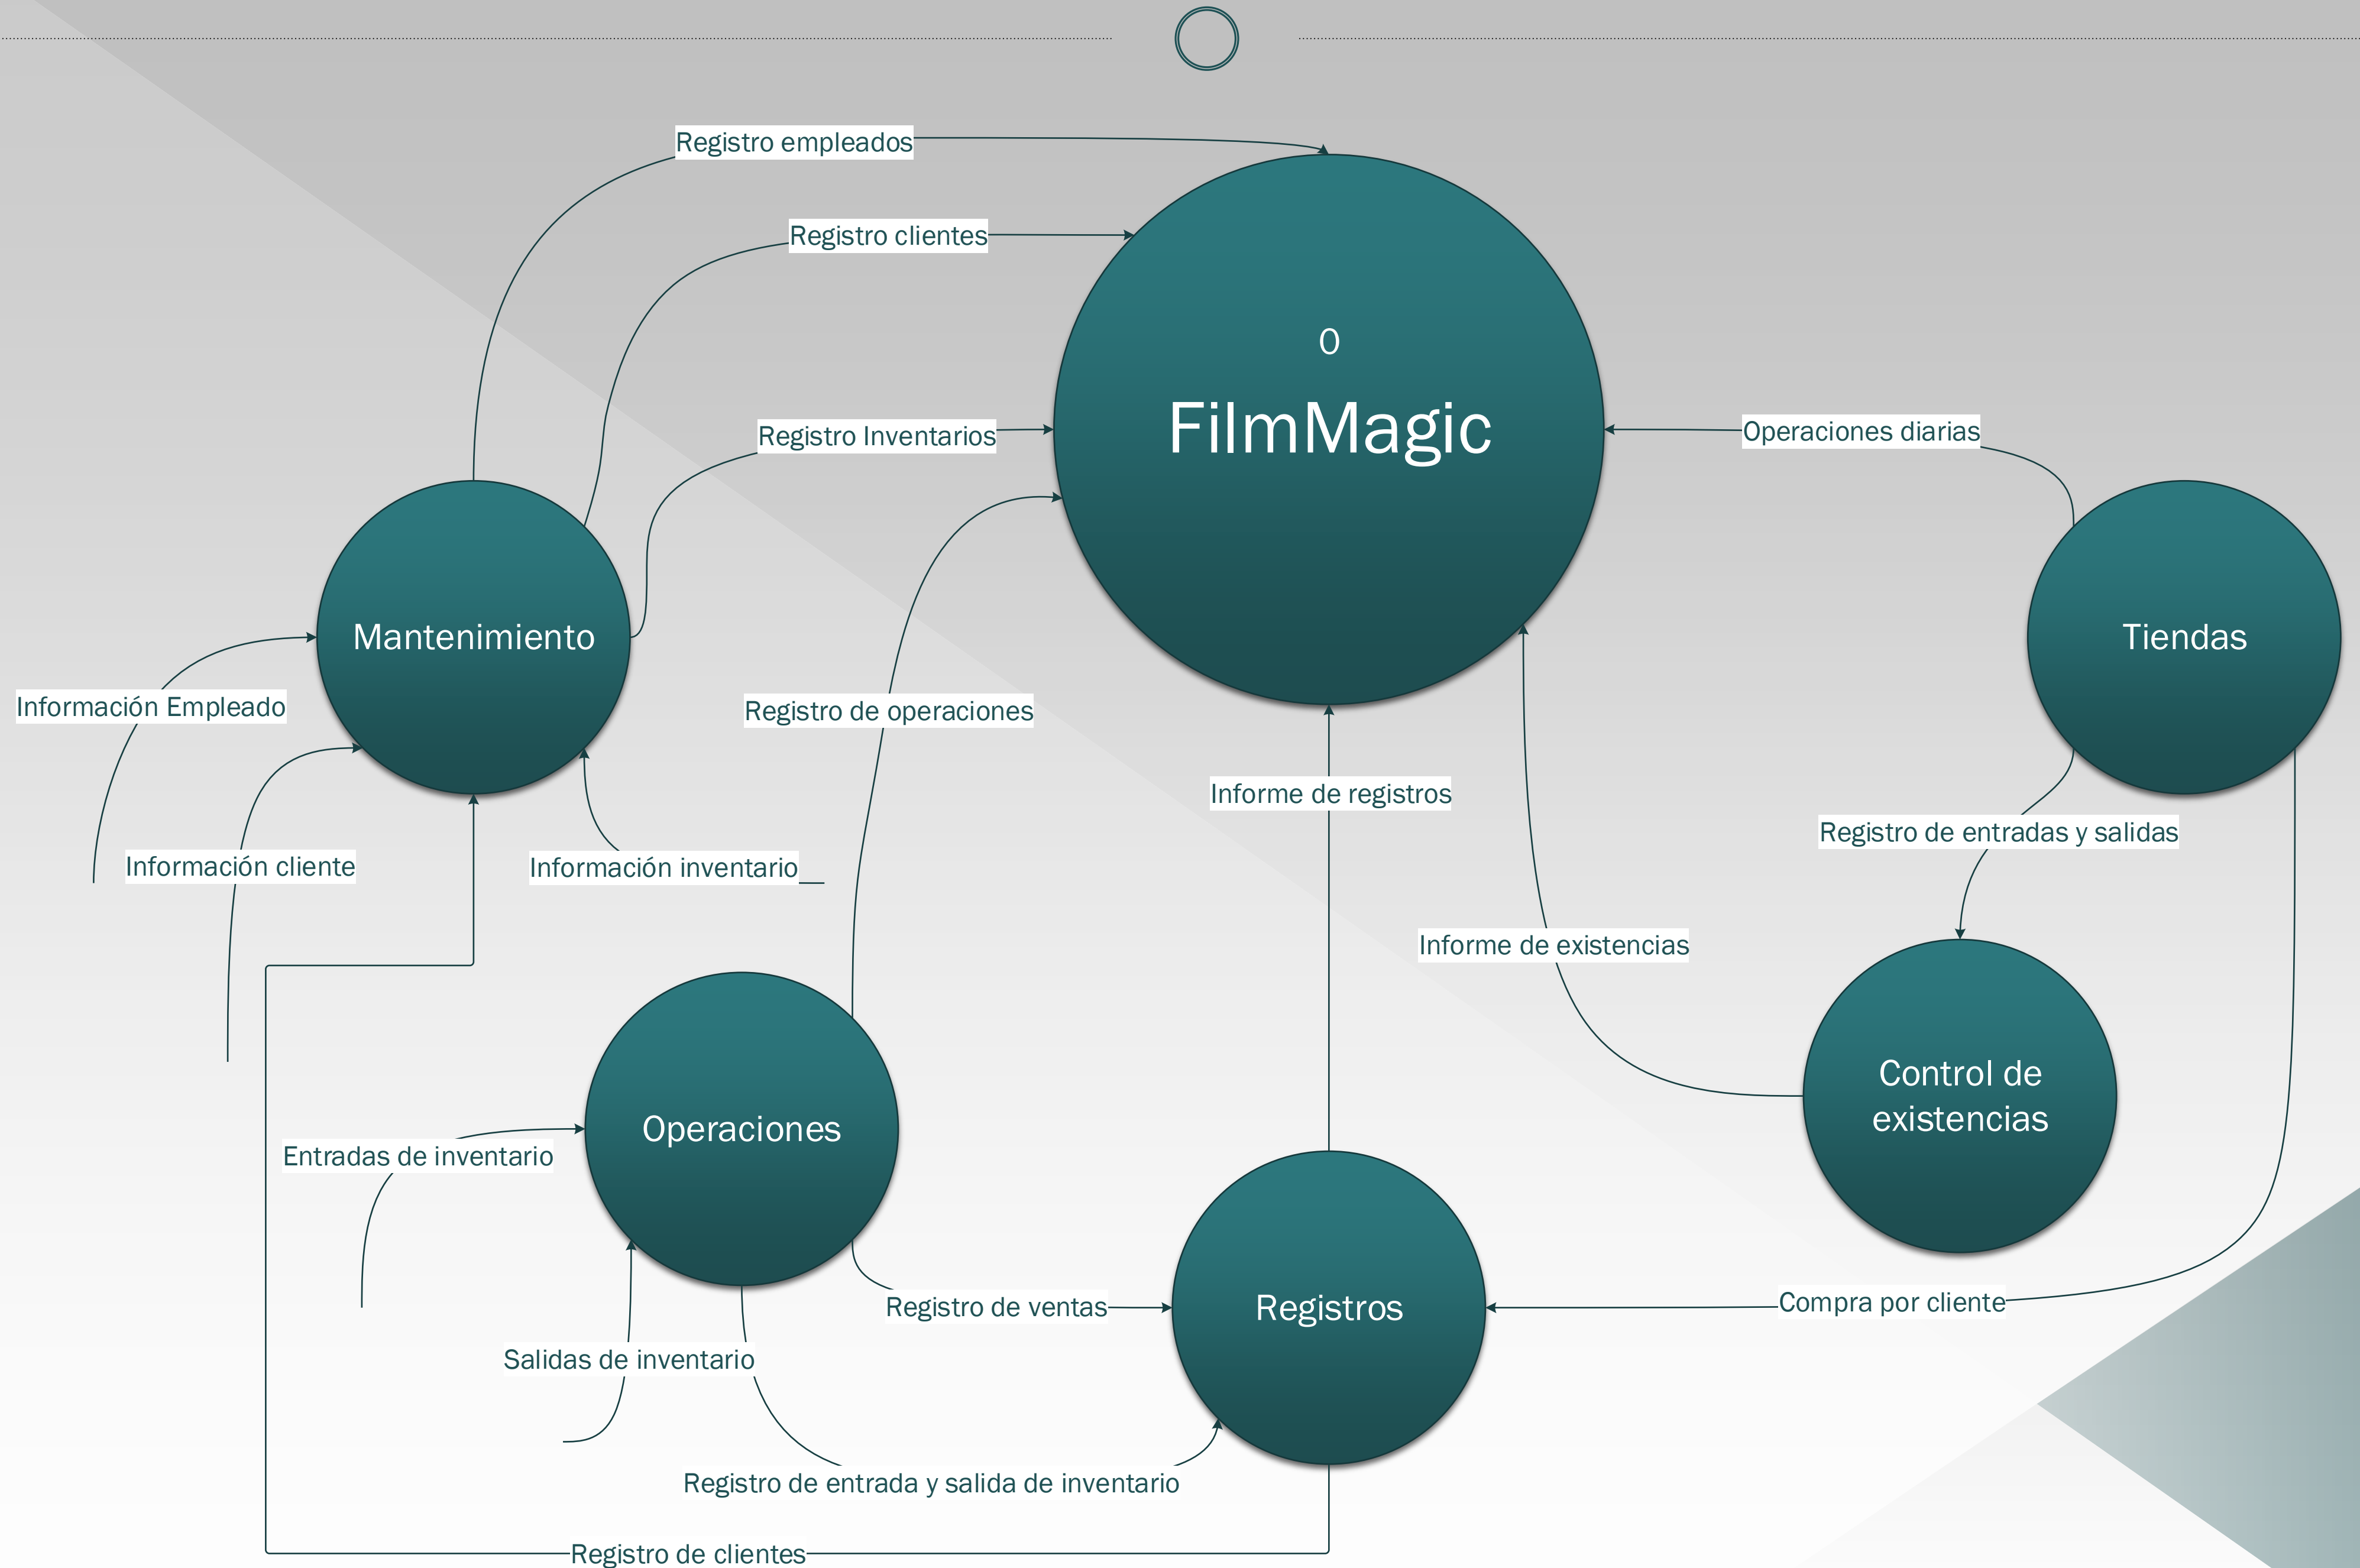 Registro empleados
Registro clientes
0
FilmMagic
Registro Inventarios
Operaciones diarias
Mantenimiento
Tiendas
Información Empleado
Registro de operaciones
Informe de registros
Registro de entradas y salidas
Información cliente
Información inventario
Informe de existencias
Control de
existencias
Operaciones
Entradas de inventario
Registro de ventas
Registros
Compra por cliente
Salidas de inventario
Registro de entrada y salida de inventario
Registro de clientes